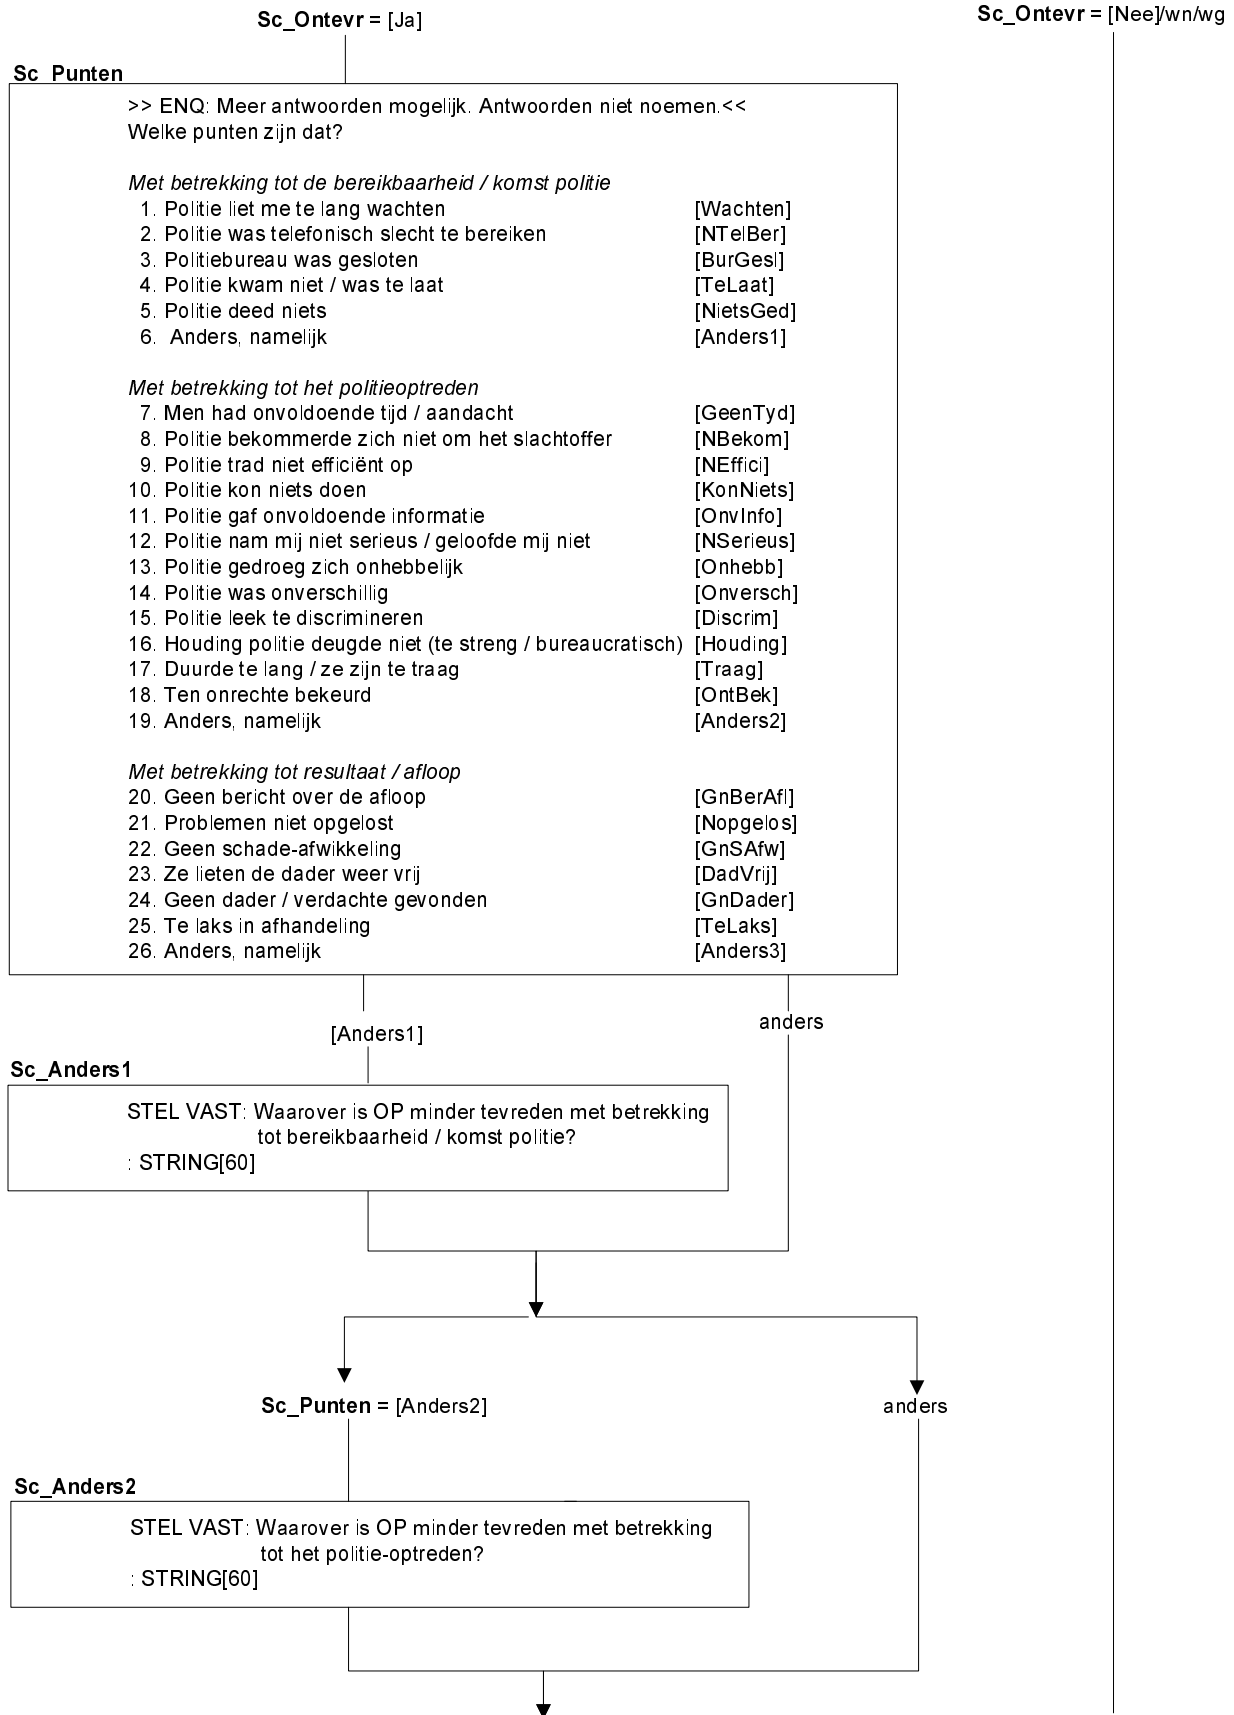 Sc_Ontevr = [Ja]
Sc_Ontevr = [Nee]/wn/wg
Sc_Punten
>> ENQ: Meer antwoorden mogelijk. Antwoorden niet noemen.<<
Welke punten zijn dat?
Met betrekking tot de bereikbaarheid / komst politie
1. Politie liet me te lang wachten [Wachten]
2. Politie was telefonisch slecht te bereiken [NTelBer]
3. Politiebureau was gesloten [BurGesl]
4. Politie kwam niet / was te laat [TeLaat]
5. Politie deed niets [NietsGed]
6. Anders, namelijk [Anders1]
Met betrekking tot het politieoptreden
7. Men had onvoldoende tijd / aandacht [GeenTyd]
8. Politie bekommerde zich niet om het slachtoffer [NBekom]
9. Politie trad niet efficiënt op [NEffici]
10. Politie kon niets doen [KonNiets]
11. Politie gaf onvoldoende informatie [OnvInfo]
12. Politie nam mij niet serieus / geloofde mij niet [NSerieus]
13. Politie gedroeg zich onhebbelijk [Onhebb]
14. Politie was onverschillig [Onversch]
15. Politie leek te discrimineren [Discrim]
16. Houding politie deugde niet (te streng / bureaucratisch) [Houding]
17. Duurde te lang / ze zijn te traag [Traag]
18. Ten onrechte bekeurd [OntBek]
19. Anders, namelijk [Anders2]
Met betrekking tot resultaat / afloop
20. Geen bericht over de afloop [GnBerAfl]
21. Problemen niet opgelost [Nopgelos]
22. Geen schade-afwikkeling [GnSAfw]
23. Ze lieten de dader weer vrij [DadVrij]
24. Geen dader / verdachte gevonden [GnDader]
25. Te laks in afhandeling [TeLaks]
26. Anders, namelijk [Anders3]
[Anders1]
anders
Sc_Anders1
STEL VAST: Waarover is OP minder tevreden met betrekking
tot bereikbaarheid / komst politie?
: STRING[60]
Sc_Punten = [Anders2]
anders
Sc_Anders2
STEL VAST: Waarover is OP minder tevreden met betrekking
tot het politie-optreden?
: STRING[60]